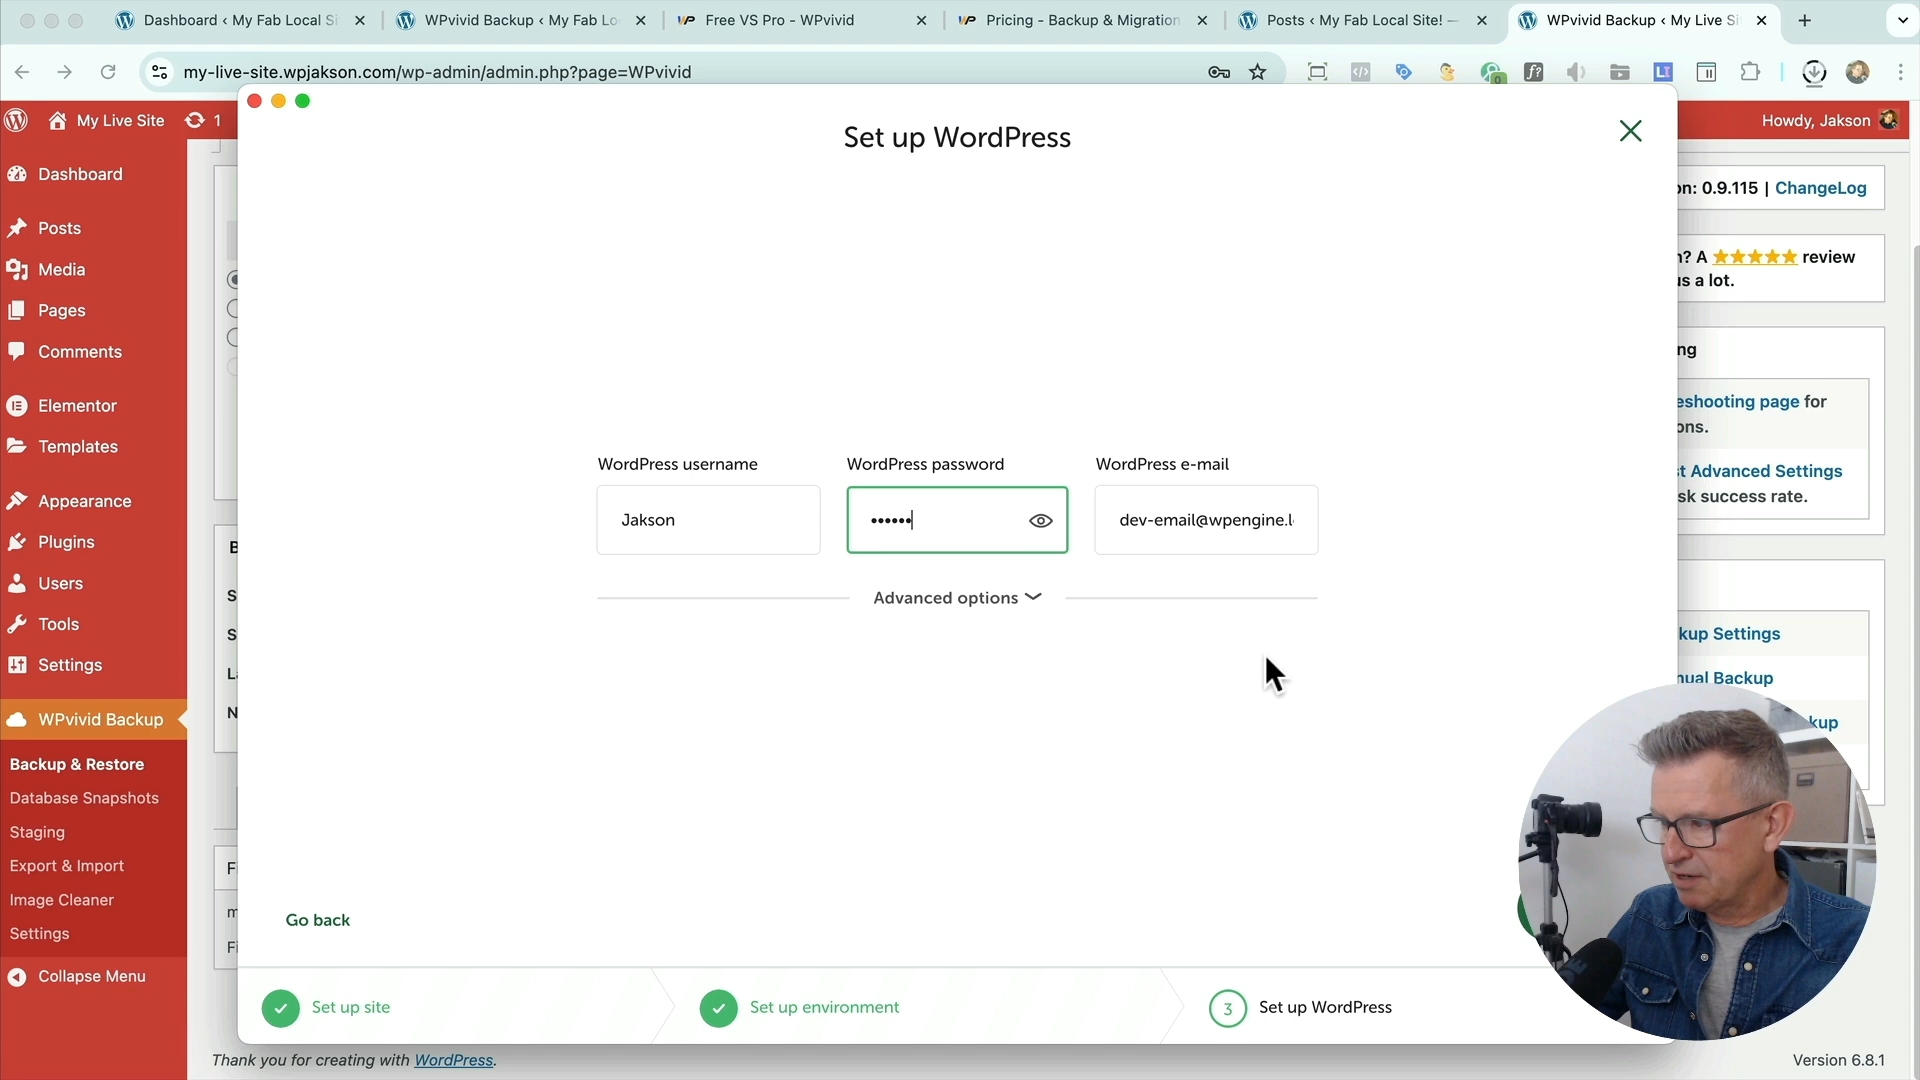 Dashboard ‹ My Fab Local Si
WPvivid Backup ‹ My Fab Lo
Free VS Pro - WPvivid
Pricing - Backup & Migration
Posts ‹ My Fab Local Site! —
WPvivid Backup ‹ My Live Si
my-live-site.wpjakson.com/wp-admin/admin.php?page=WPvivid
My Live Site
1
Howdy, Jakson
Set up WordPress
Dashboard
Posts
Media
Pages
Comments
Elementor
Templates
Appearance
Plugins
Users
Tools
Settings
WPvivid Backup
Backup & Restore
Database Snapshots
Staging
Export & Import
Image Cleaner
Settings
Collapse Menu
on: 0.9.115 | ChangeLog
n? A ★★★★★ review
us a lot.
ng
eshooting page for
ons.
st Advanced Settings
sk success rate.
kup Settings
nual Backup
kup
WordPress username
WordPress password
WordPress e-mail
Jakson
••••••
dev-email@wpengine.l
Advanced options
Go back
Set up site
Set up environment
3 Set up WordPress
Thank you for creating with WordPress.
Version 6.8.1